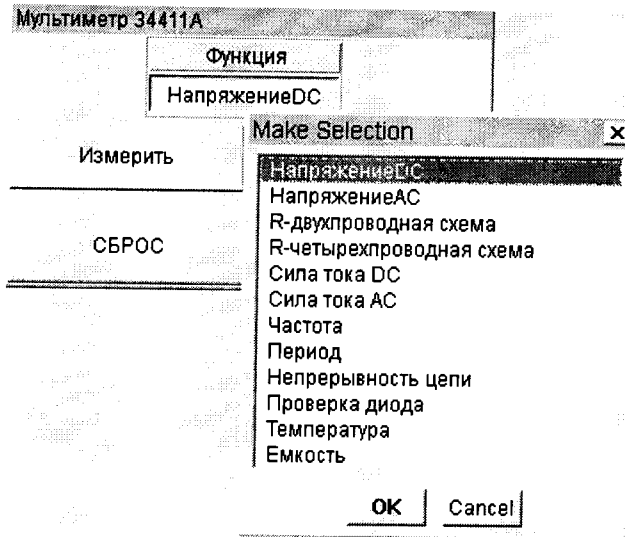 Мультиметр 34411A
Функция
НапряжениеDC
Make Selection
Измерить
НапряжениеDC
НапряжениеAC
R-двухпроводная схема
СБРОС
R-четырехпроводная схема
Сила тока DC
Сила тока AC
Частота
Период
Непрерывность цепи
Проверка диода
Температура
Емкость
OK Cancel